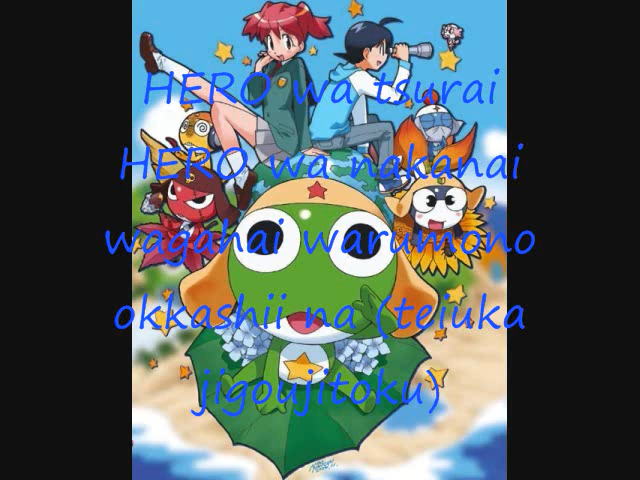 HERO wa tsurai
HERO wa nakanai
wagahai warumono
okkashii na (teiuka
jigoujitoku)